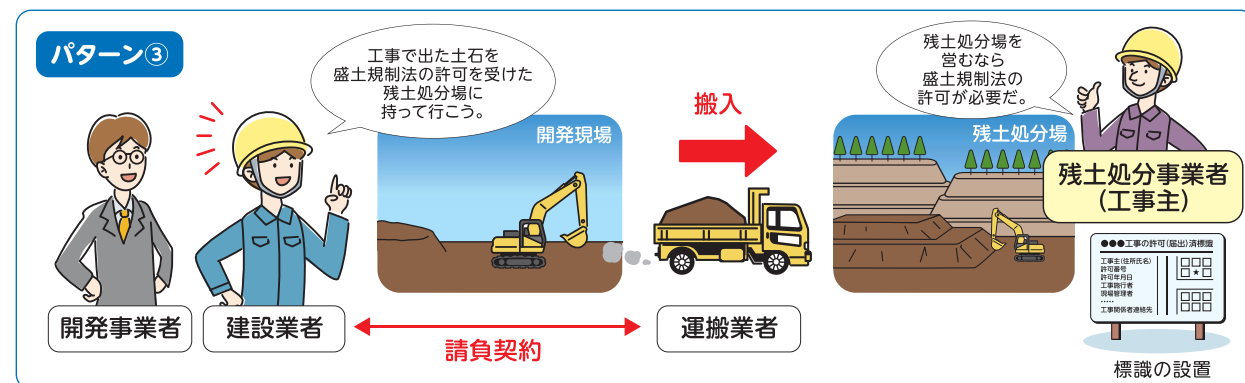 パターン③
工事で出た土石を
盛土規制法の許可を受けた
残土処分場に
持って行こう。
開発現場
搬入
残土処分場を
営むなら
盛土規制法の
許可が必要だ。
残土処分場
残土処分事業者
(工事主)
●●●工事の許可(届出)済標識
工事主(住所氏名)
許可番号
許可年月日
工事施行者
現場管理者
‥‥‥
工事関係者連絡先
★
標識の設置
開発事業者
建設業者
請負契約
運搬業者